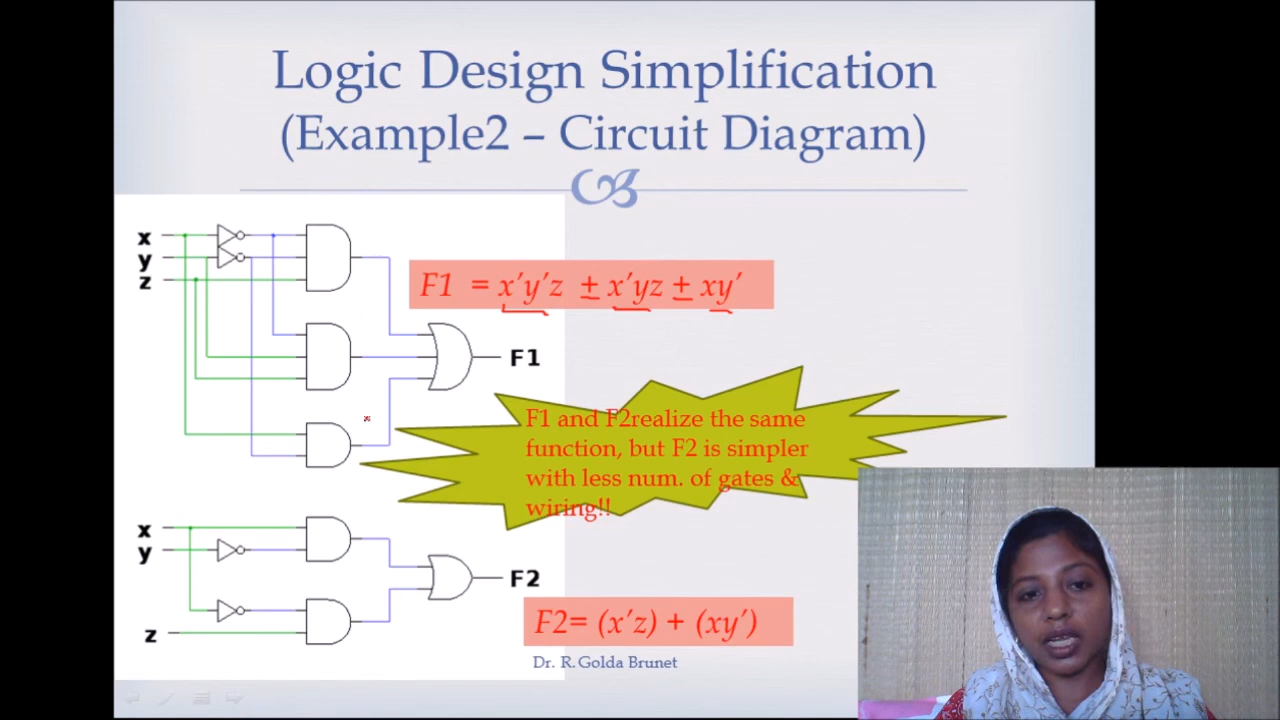 Logic Design Simplification
(Example2 – Circuit Diagram)
x
y
z
F1 = x’y’z + x’yz + xy’
F1
F1 and F2realize the same
function, but F2 is simpler
with less num. of gates &
wiring!!
x
y
F2
z
F2= (x’z) + (xy’)
Dr. R. Golda Brunet